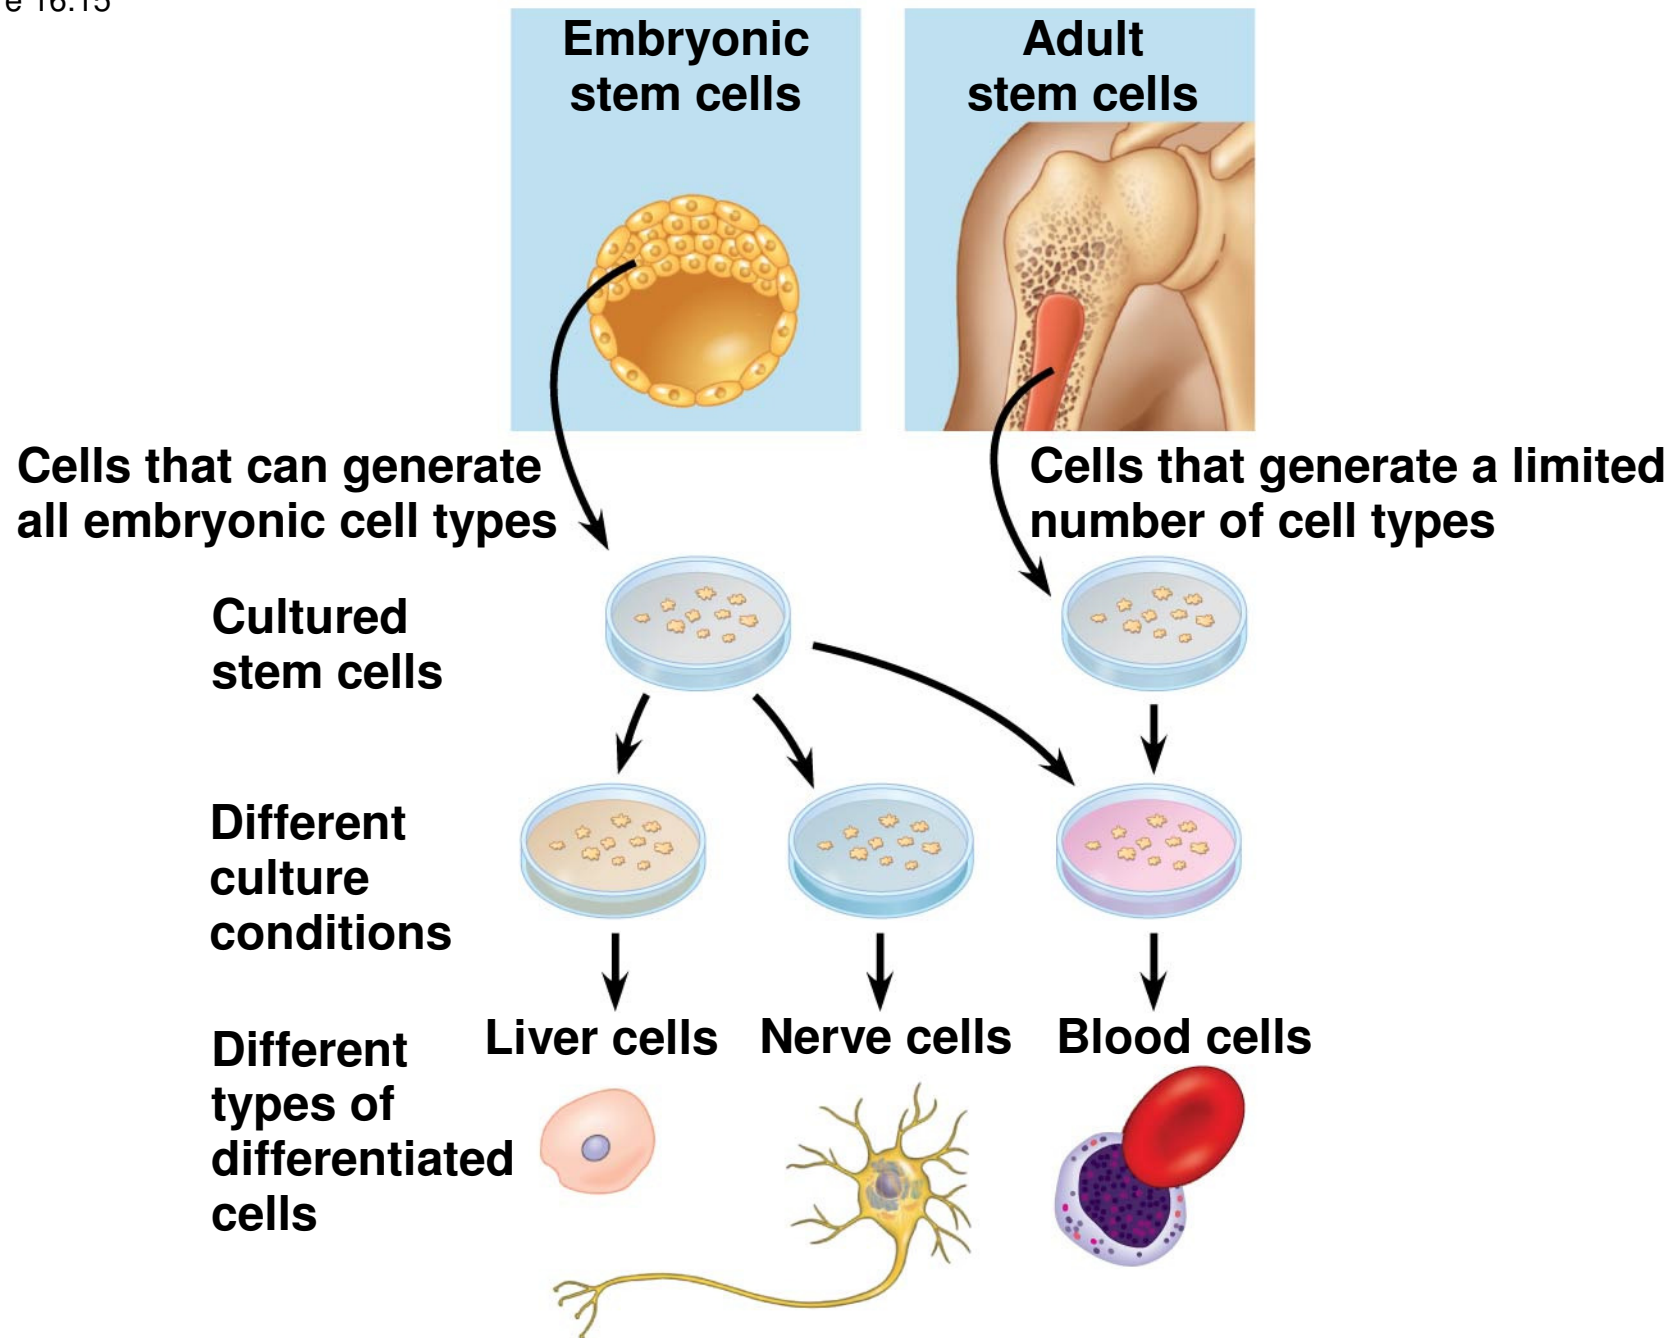 e 16.15
Embryonic
stem cells
Adult
stem cells
Cells that can generate
all embryonic cell types
Cells that generate a limited
number of cell types
Cultured
stem cells
Different
culture
conditions
Liver cells
Nerve cells
Blood cells
Different
types of
differentiated
cells